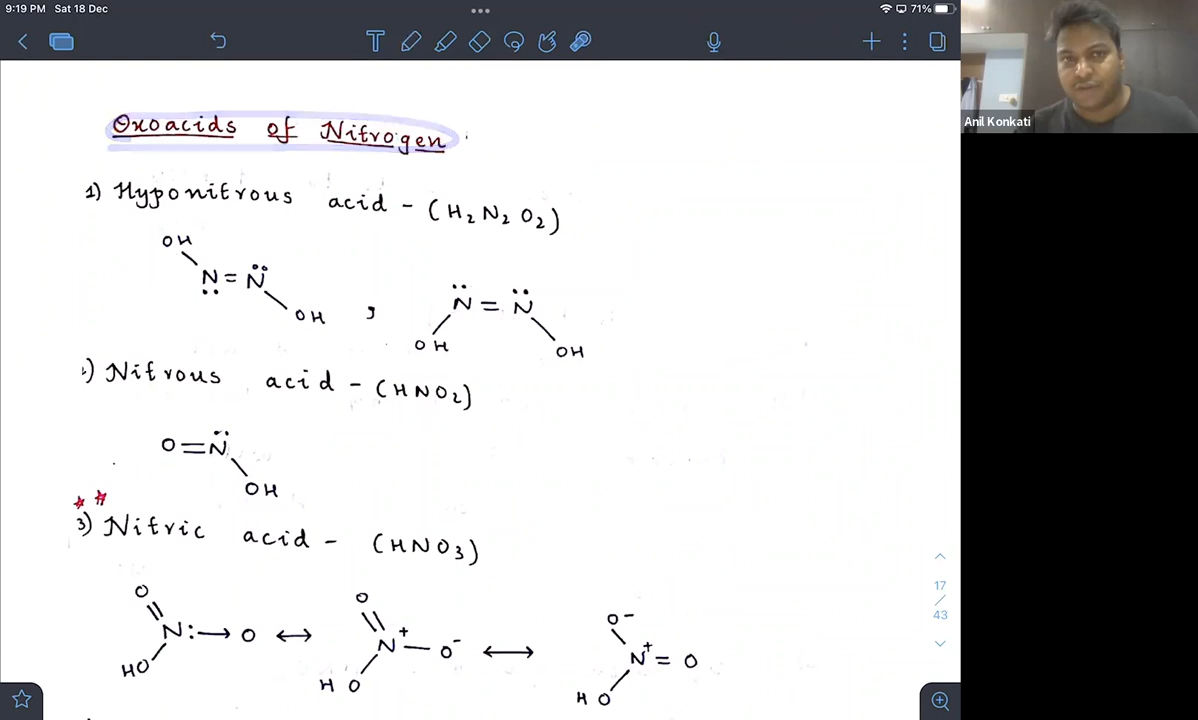 9:19 PM Sat 18 Dec
71%
Anil Konkati
Oxoacids of Nitrogen
1) Hyponitrous acid - (H₂N₂O₂)
OH
N = N̈
OH ,
N̈ = N̈
OH OH
) Nitrous acid - (HNO₂)
O = N̈
OH
3) Nitric acid - (HNO₃)
O O O⁻
N: → O ↔ N⁺ — O⁻ ↔ N⁺ = O
HO HO HO
17
/
43